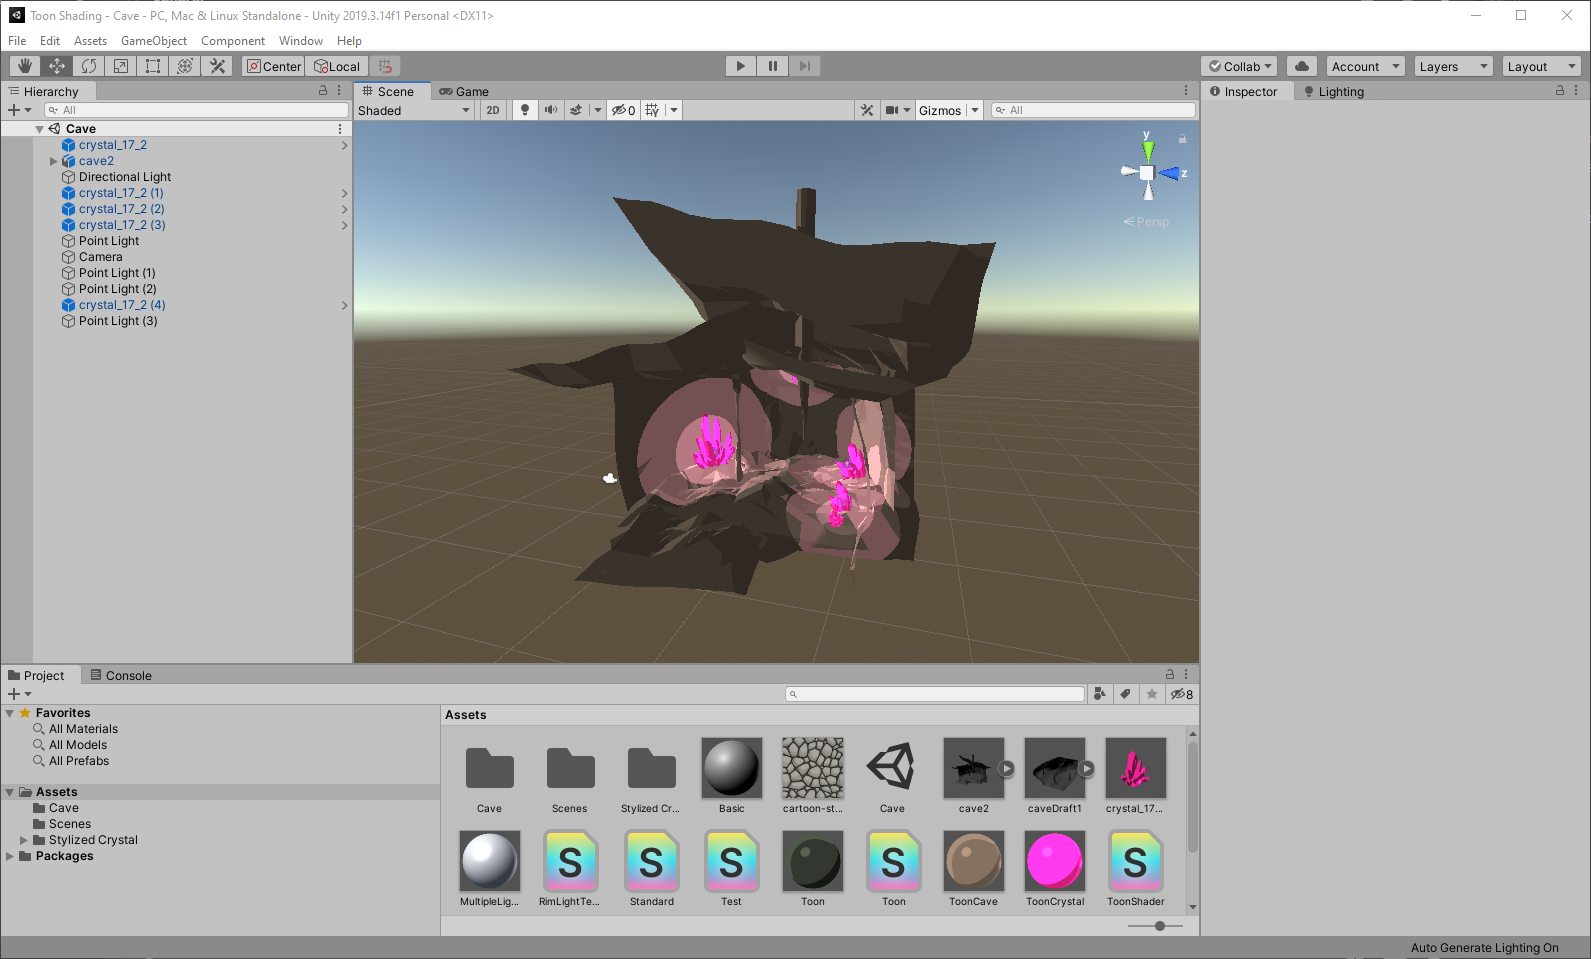 Toon Shading - Cave - PC, Mac & Linux Standalone - Unity 2019.3.14f1 Personal <DX11>
File Edit Assets GameObject Component Window Help
Center Local Collab Account Layers Layout
Hierarchy
All
Cave
crystal_17_2
cave2
Directional Light
crystal_17_2 (1)
crystal_17_2 (2)
crystal_17_2 (3)
Point Light
Camera
Point Light (1)
Point Light (2)
crystal_17_2 (4)
Point Light (3)
Scene Game
Shaded 2D 0 Gizmos All
y
z
Persp
Inspector Lighting
Project Console
8
Favorites
All Materials
All Models
All Prefabs
Assets
Cave
Scenes
Stylized Crystal
Packages
Assets
Cave Scenes Stylized Cr... Basic cartoon-st... Cave cave2 caveDraft1 crystal_17...
S S S S S
MultipleLig... RimLightTe... Standard Test Toon Toon ToonCave ToonCrystal ToonShader
Auto Generate Lighting On